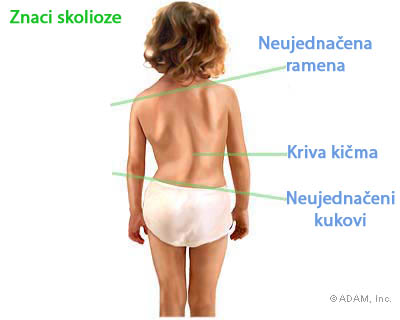 Znaci skolioze
Neujednačena
ramena
Kriva kičma
Neujednačeni
kukovi
© ADAM, Inc.